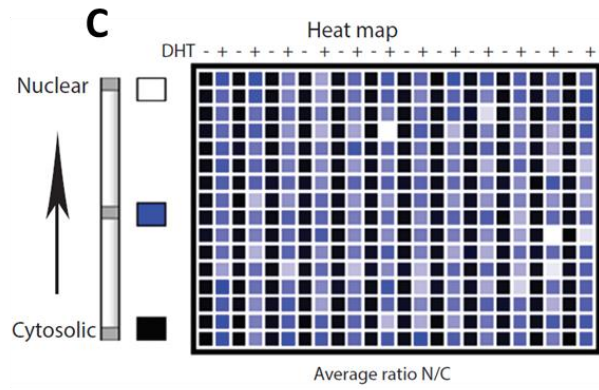 C
Heat map
DHT - + - + - + - + - + - + - + - + - + - + - + - +
Nuclear
Cytosolic
Average ratio N/C